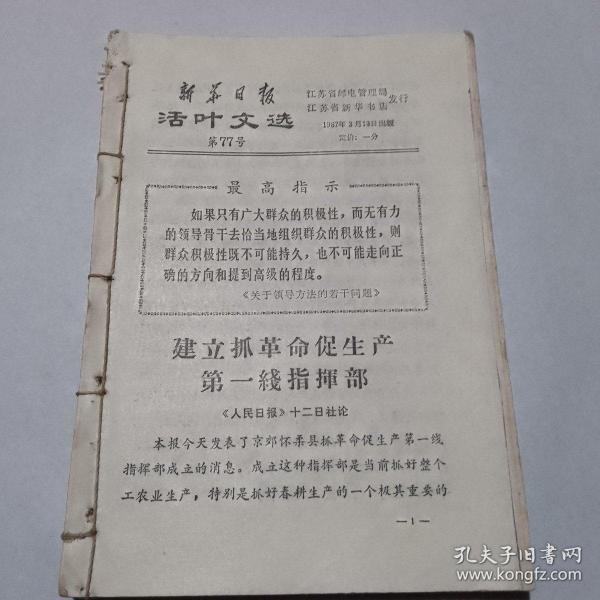 新华日报
活叶文选
第77号
江苏省邮电管理局
江苏省新华书店
发行
1967年3月13日出版
定价：一分
最高指示
如果只有广大群众的积极性，而无有力
的领导骨干去恰当地组织群众的积极性，则
群众积极性既不可能持久，也不可能走向正
确的方向和提到高级的程度。
《关于领导方法的若干问题》
建立抓革命促生产
第一綫指揮部
《人民日报》十二日社论
本报今天发表了京郊怀柔县抓革命促生产第一线
指挥部成立的消息。成立这种指挥部是当前抓好整个
工农业生产，特别是抓好春耕生产的一个极其重要的
—1—
孔夫子旧书网
www.kongfz.com